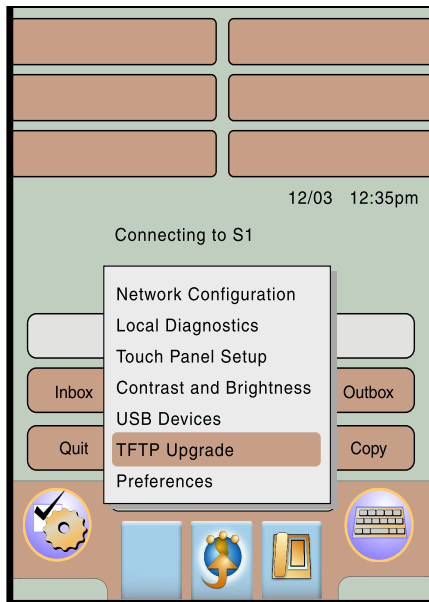 12/03 12:35pm
Connecting to S1
Network Configuration
Local Diagnostics
Touch Panel Setup
Contrast and Brightness
Inbox
Outbox
USB Devices
TFTP Upgrade
Quit
Copy
Preferences